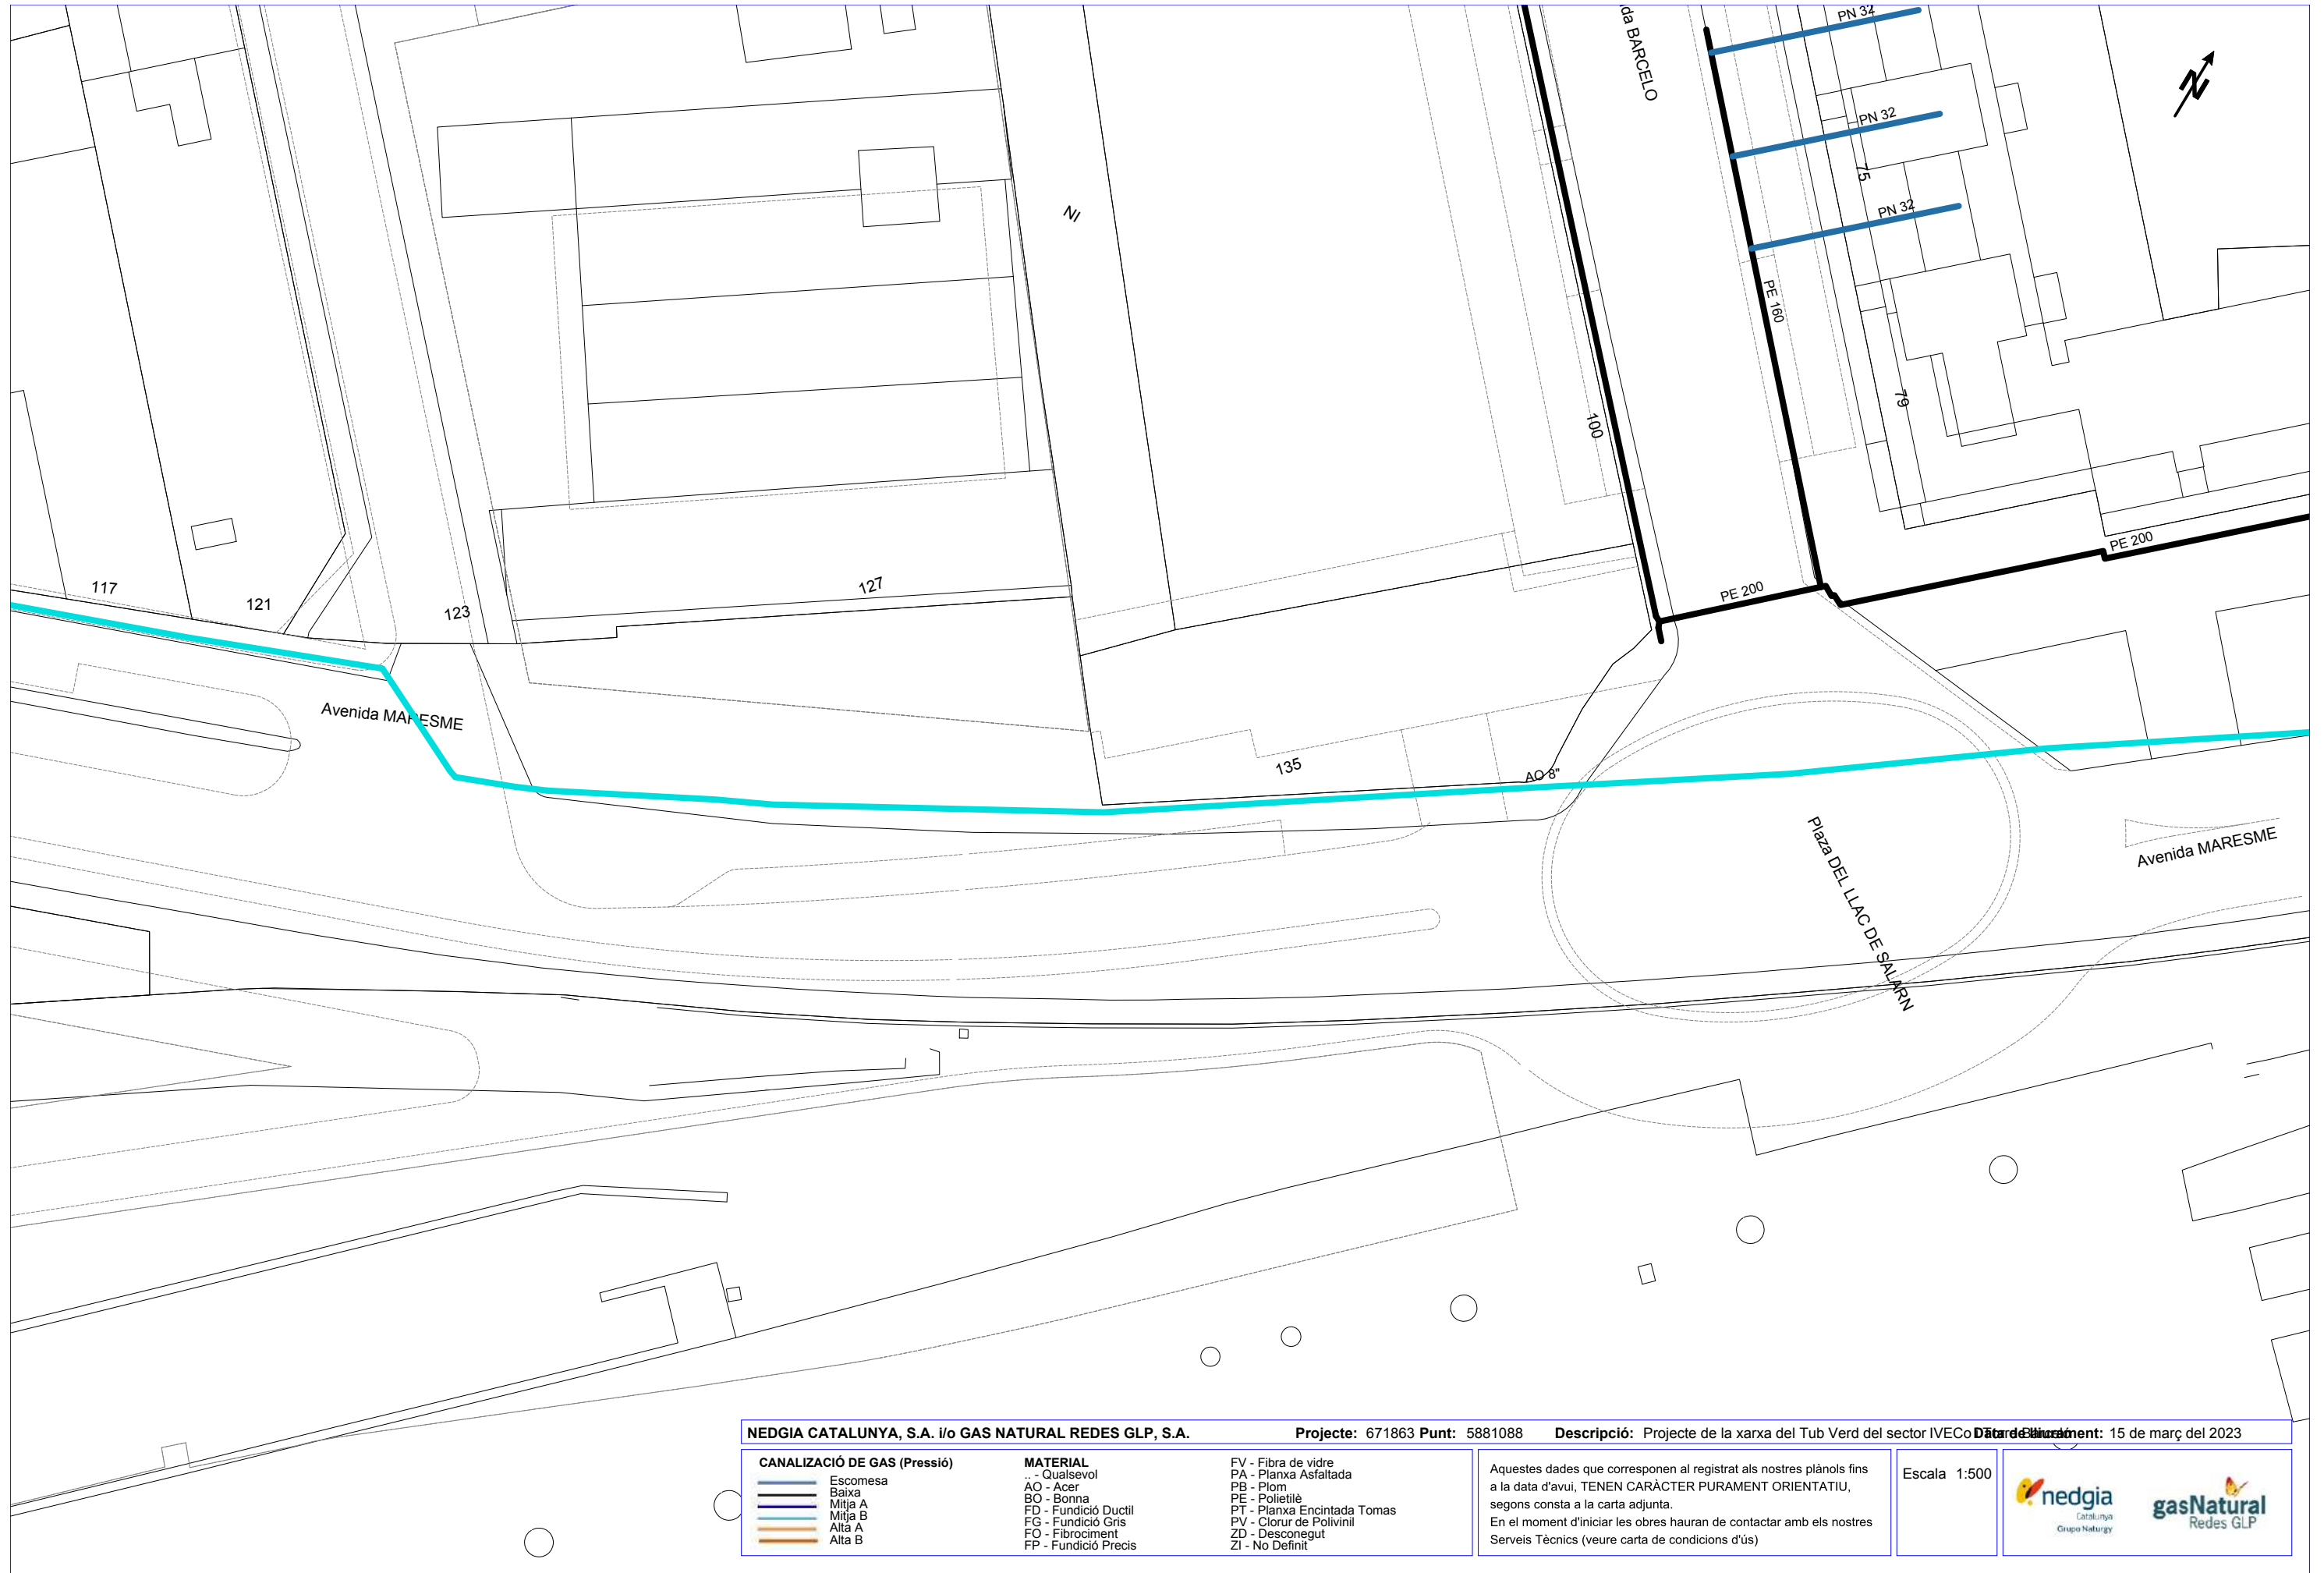 PN 32
da BARCELO
N
PN 32
75
NI
PN 32
PE 160
79
100
PE 200
127
117
121
123
PE 200
Avenida MARESME
135
AO 8"
Plaza DEL LLAC DE SALARN
Avenida MARESME
NEDGIA CATALUNYA, S.A. i/o GAS NATURAL REDES GLP, S.A.
Projecte: 671863 Punt: 5881088
Descripció: Projecte de la xarxa del Tub Verd del sector IVECo
ment: 15 de març del 2023
CANALIZACIÓ DE GAS (Pressió)
Escomesa
Baixa
Mitja A
Mitja B
Alta A
Alta B
MATERIAL
.. - Qualsevol
AO - Acer
BO - Bonna
FD - Fundició Ductil
FG - Fundició Gris
FO - Fibrociment
FP - Fundició Precis
FV - Fibra de vidre
PA - Planxa Asfaltada
PB - Plom
PE - Polietilè
PT - Planxa Encintada Tomas
PV - Clorur de Polivinil
ZD - Desconegut
ZI - No Definit
Aquestes dades que corresponen al registrat als nostres plànols fins
a la data d'avui, TENEN CARÀCTER PURAMENT ORIENTATIU,
segons consta a la carta adjunta.
En el moment d'iniciar les obres hauran de contactar amb els nostres
Serveis Tècnics (veure carta de condicions d'ús)
Escala 1:500
nedgia
Catalunya
Grupo Naturgy
gasNatural
Redes GLP